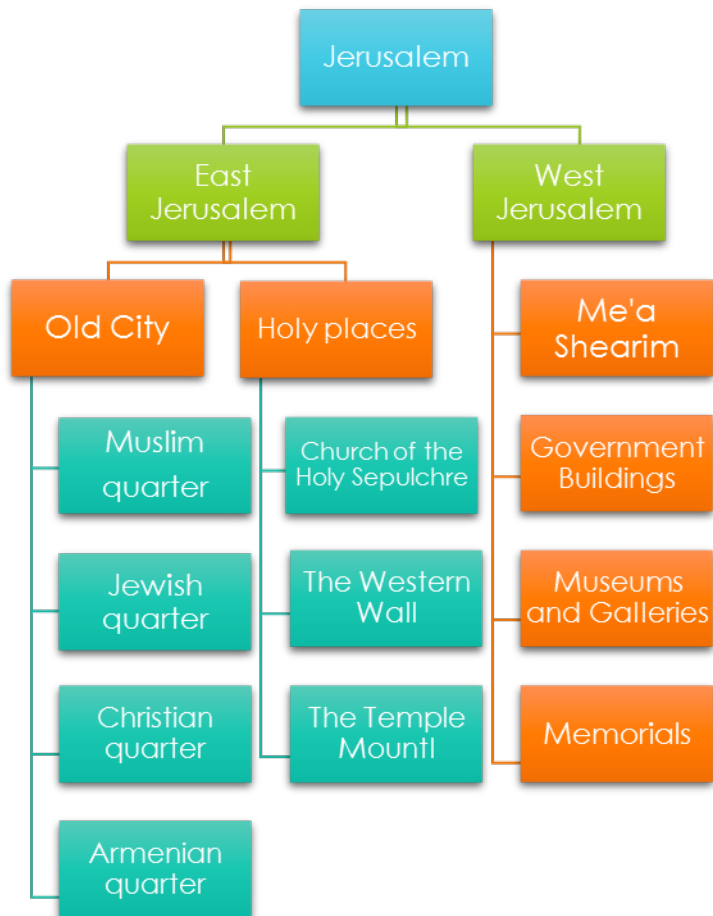 Jerusalem
East
Jerusalem
West
Jerusalem
Old City
Holy places
Me'a
Shearim
Muslim
quarter
Church of the
Holy Sepulchre
Government
Buildings
Jewish
quarter
The Western
Wall
Museums
and Galleries
Christian
quarter
The Temple
Mountl
Memorials
Armenian
quarter